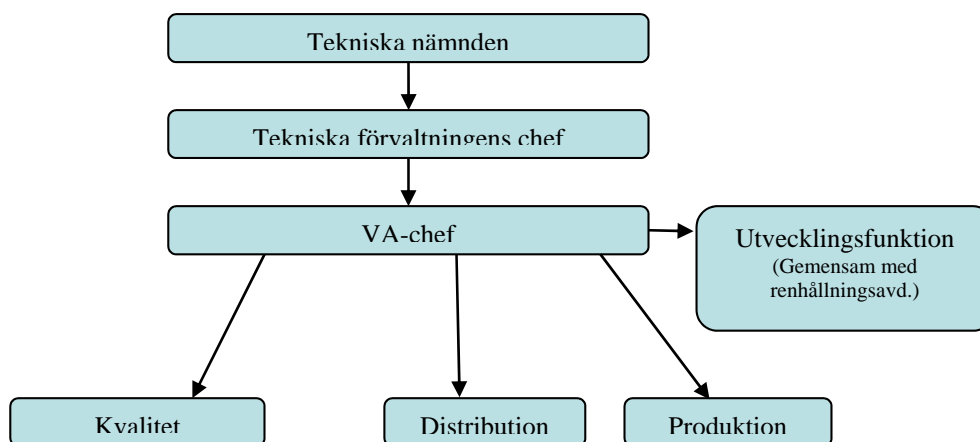 Tekniska nämnden
Tekniska förvaltningens chef
VA-chef
Utvecklingsfunktion
(Gemensam med
renhållningsavd.)
Kvalitet
Distribution
Produktion